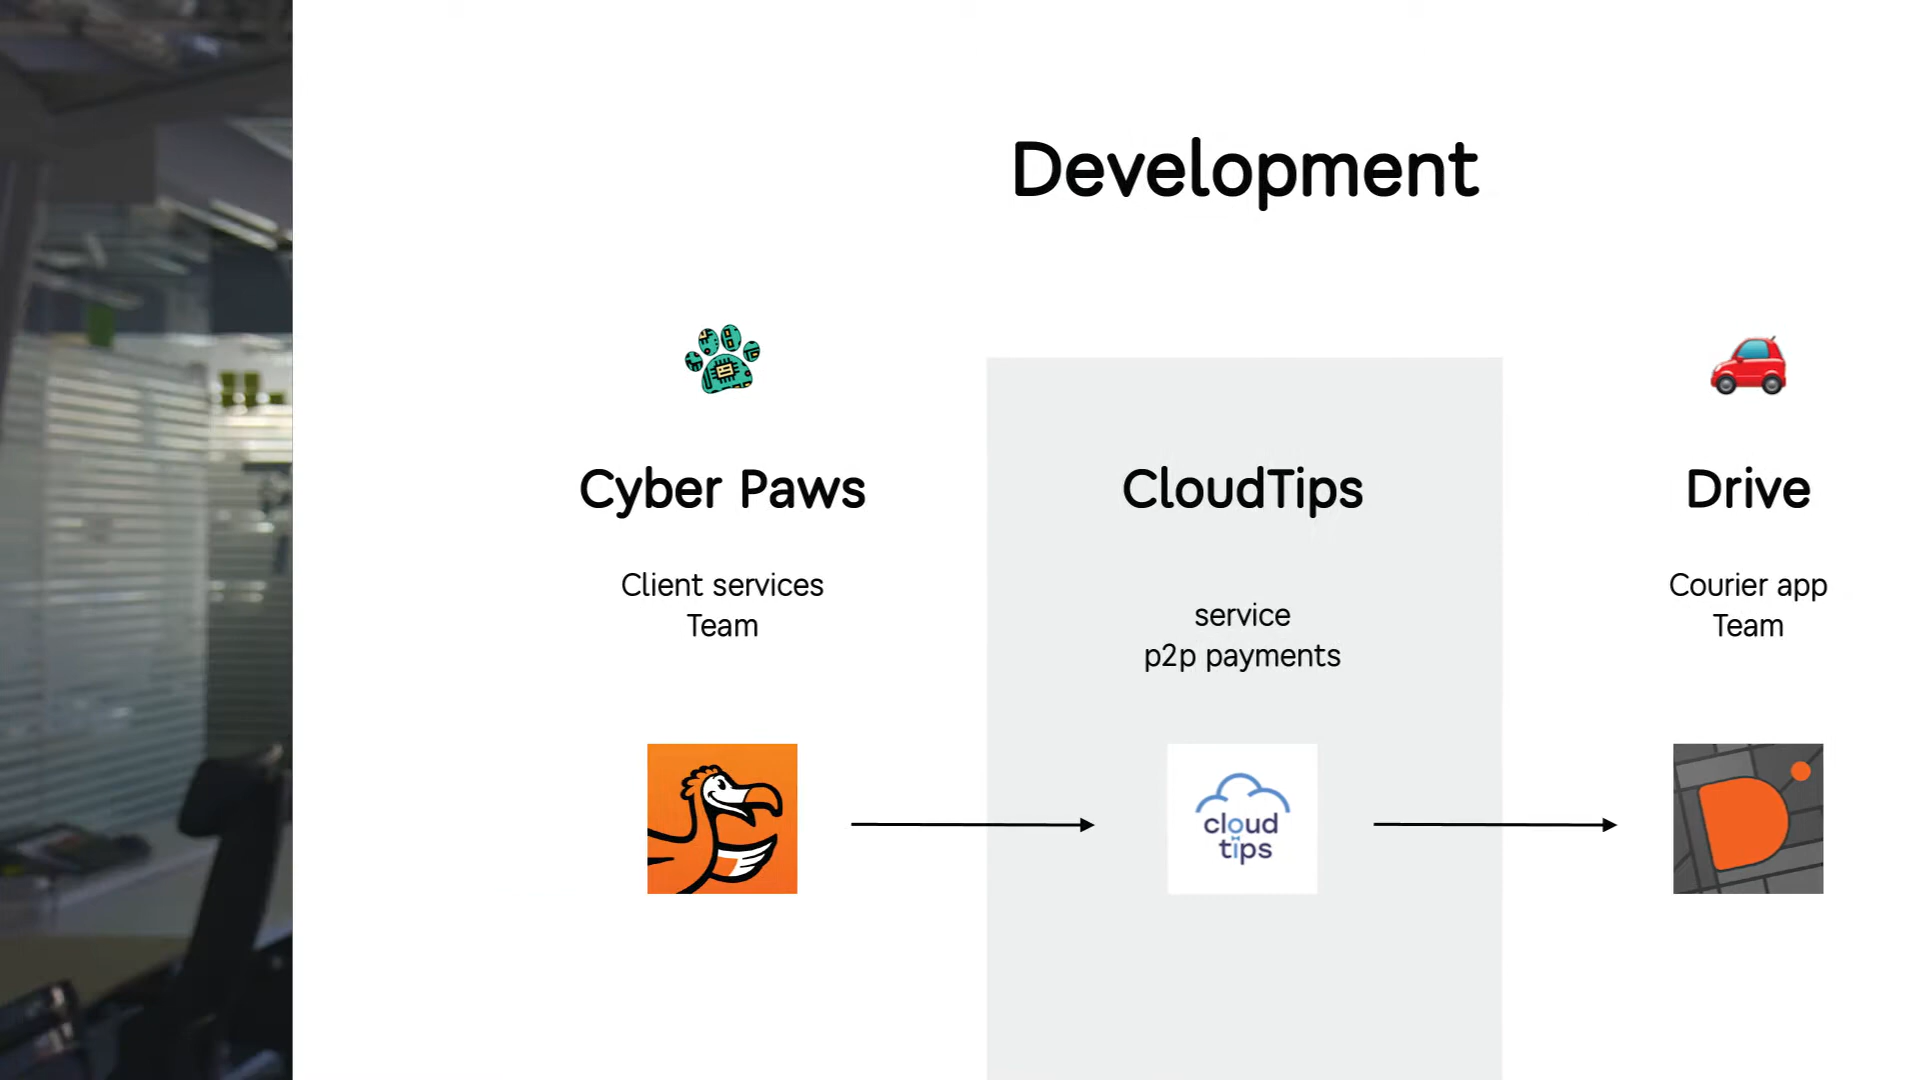 Development
Cyber Paws
Client services
Team
CloudTips
service
p2p payments
cloud
tips
Drive
Courier app
Team